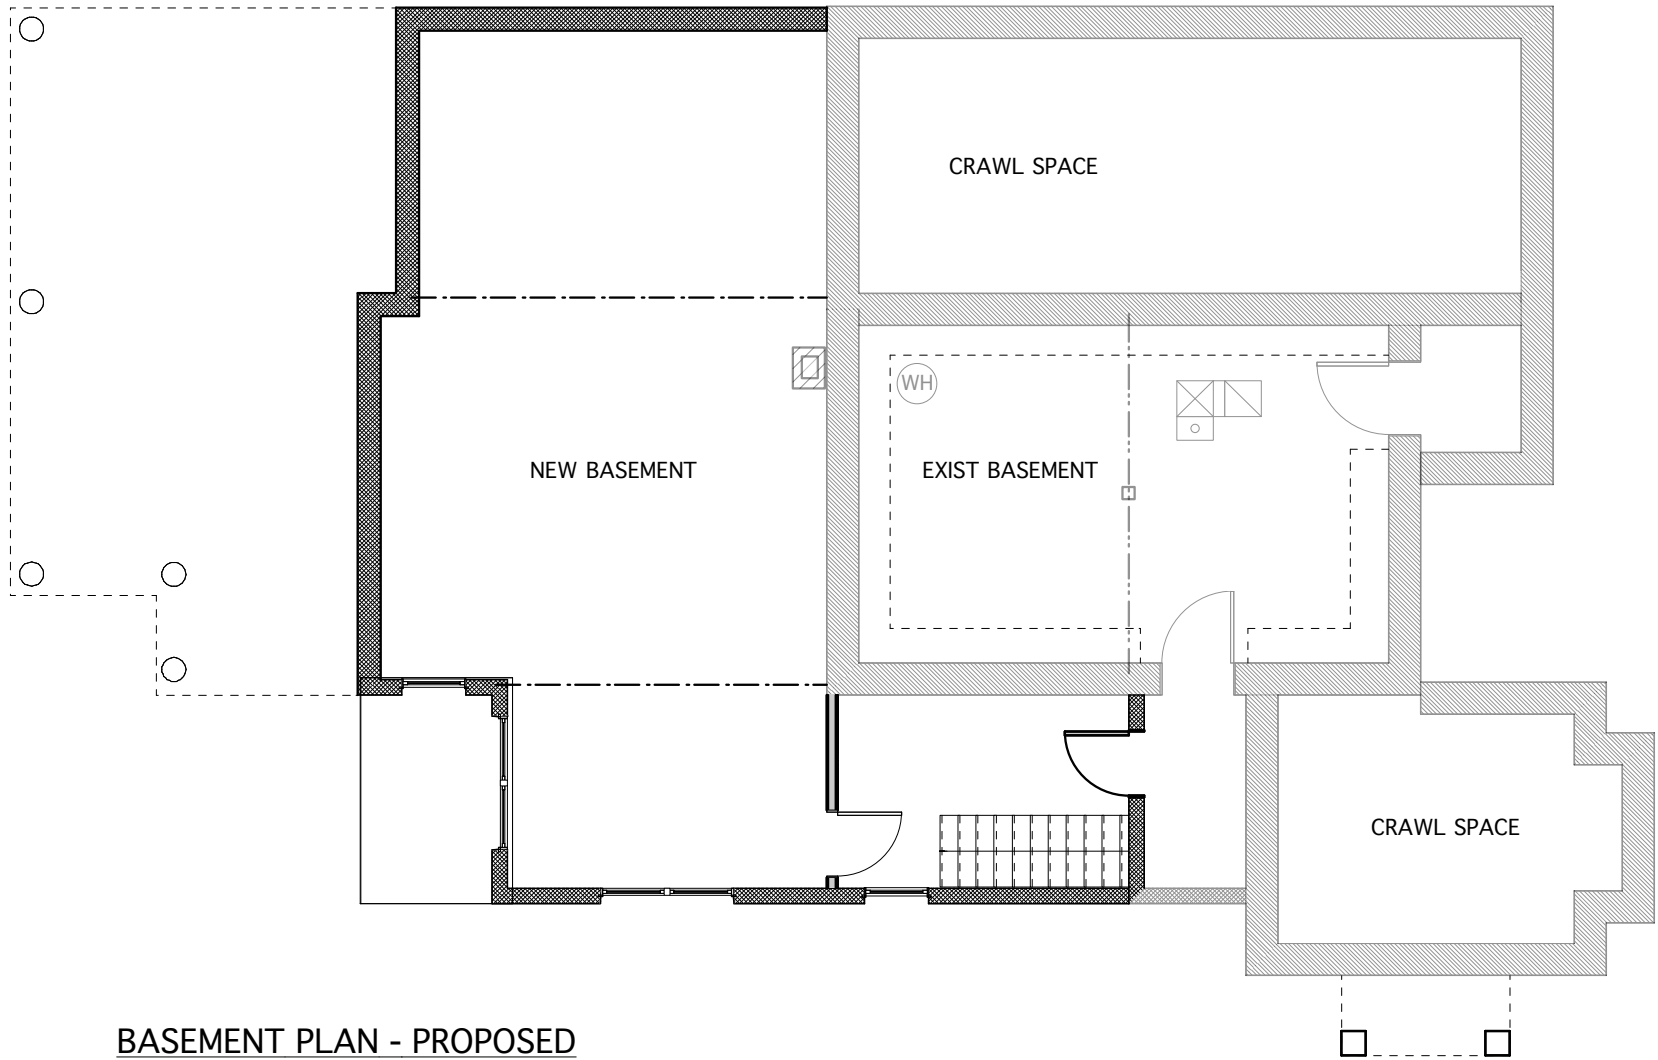 CRAWL SPACE
WH
NEW BASEMENT
EXIST BASEMENT
CRAWL SPACE
BASEMENT PLAN - PROPOSED